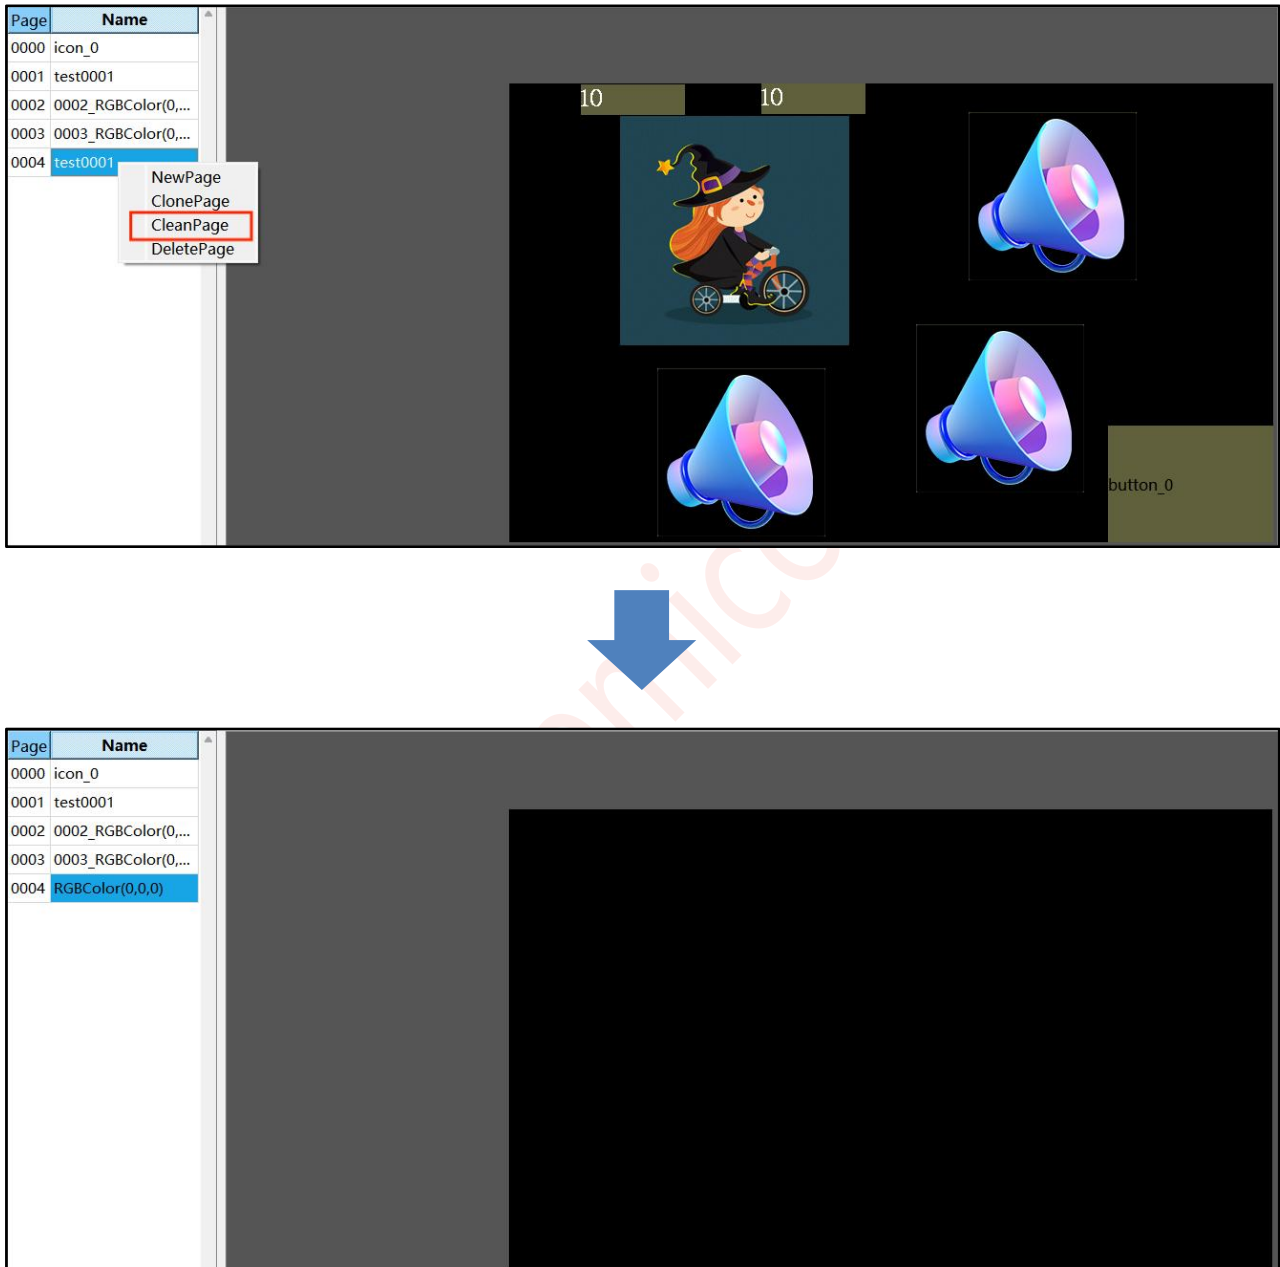 Page Name
0000 icon_0
0001 test0001
0002 0002_RGBColor(0,...
0003 0003_RGBColor(0,...
0004 test0001
NewPage
ClonePage
CleanPage
DeletePage
10
10
button_0
Page Name
0000 icon_0
0001 test0001
0002 0002_RGBColor(0,...
0003 0003_RGBColor(0,...
0004 RGBColor(0,0,0)